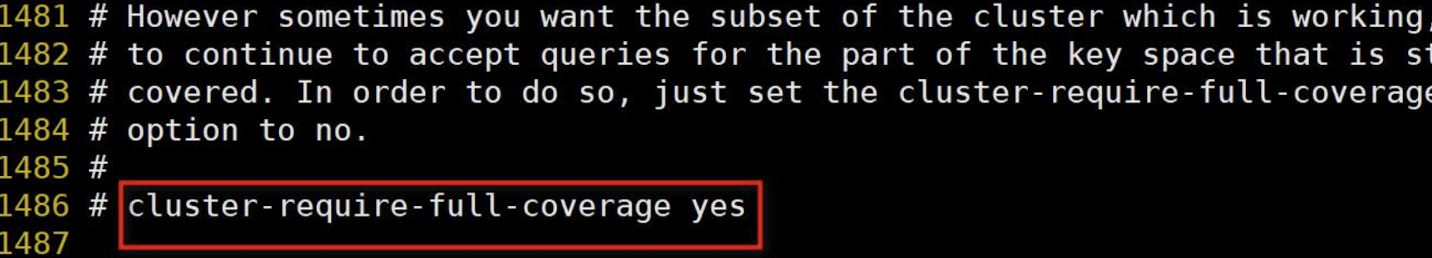 1481 # However sometimes you want the subset of the cluster which is working,
1482 # to continue to accept queries for the part of the key space that is
1483 # covered. In order to do so, just set the cluster-require-full-coverage
1484 # option to no.
1485 #
1486 # cluster-require-full-coverage yes
1487